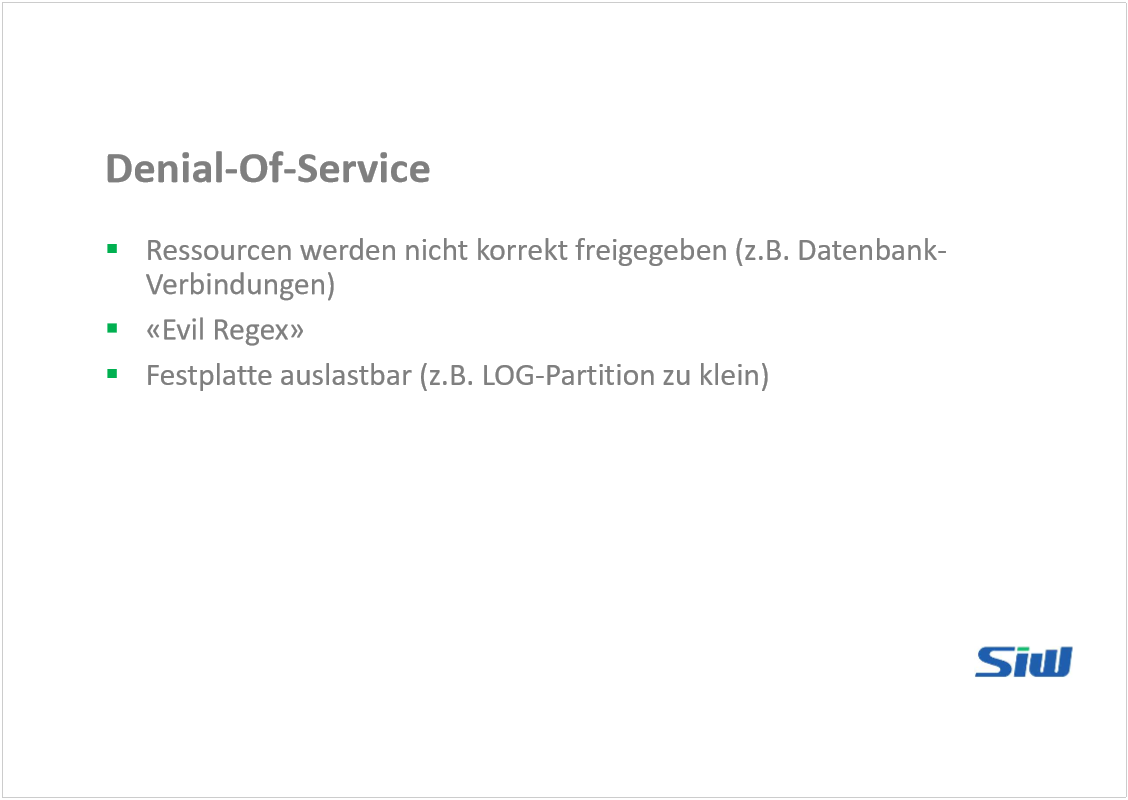 Denial-Of-Service
Ressourcen werden nicht korrekt freigegeben (z.B. Datenbank-
Verbindungen)
«Evil Regex»
Festplatte auslastbar (z.B. LOG-Partition zu klein)
Siw